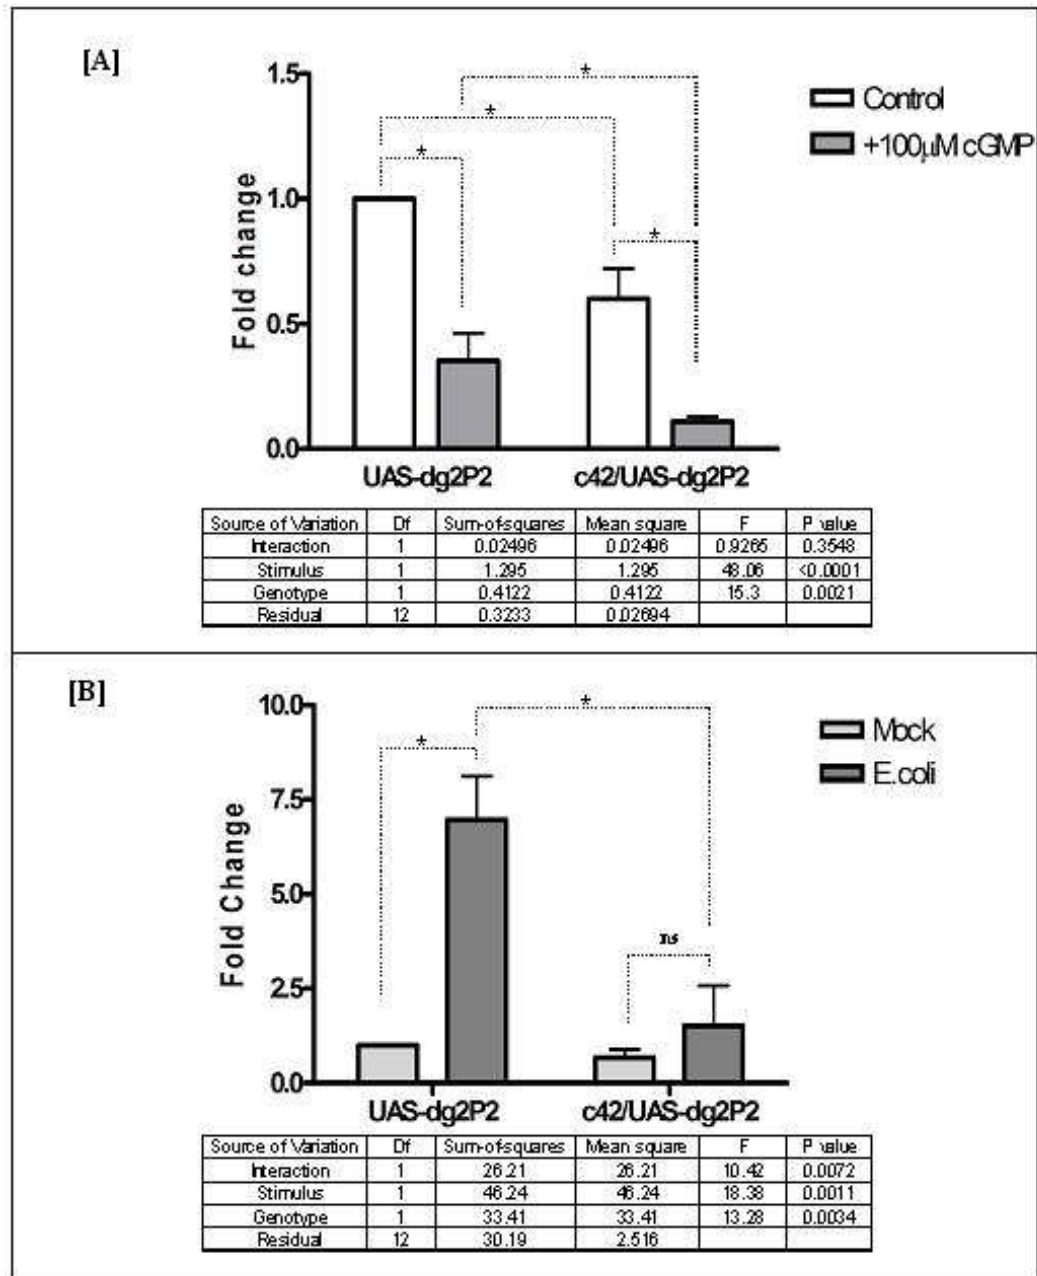 [A]
1.5
1.0
0.5
0.0
Fold change
*
*
*
*
Control
+100µM cGMP
UAS-dg2P2 c42/UAS-dg2P2
Source of Variation Df Sum-of-squares Mean square F P value
Interaction 1 0.02496 0.02496 0.9265 0.3548
Stimulus 1 1.295 1.295 48.06 <0.0001
Genotype 1 0.4122 0.4122 15.3 0.0021
Residual 12 0.3233 0.02694
[B]
10.0
7.5
5.0
2.5
0.0
Fold Change
*
*
ns
Mock
E.coli
UAS-dg2P2 c42/UAS-dg2P2
Source of Variation Df Sum-of-squares Mean square F P value
Interaction 1 26.21 26.21 10.42 0.0072
Stimulus 1 46.24 46.24 18.38 0.0011
Genotype 1 33.41 33.41 13.28 0.0034
Residual 12 30.19 2.516